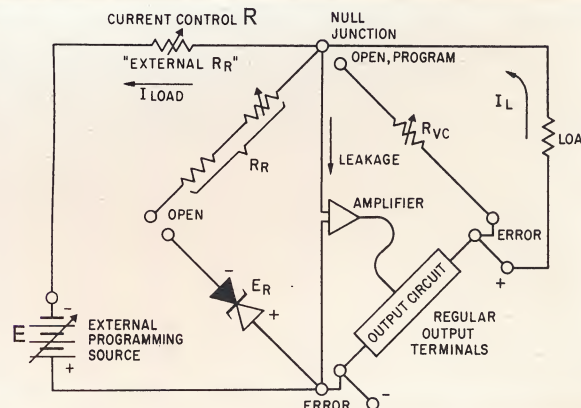 CURRENT CONTROL R
"EXTERNAL RR"
I LOAD
NULL
JUNCTION
OPEN, PROGRAM
IL
RVC
LOA
LEAKAGE
RR
AMPLIFIER
OPEN
ERROR
+
-
ER
+
OUTPUT CIRCUIT
REGULAR
OUTPUT
TERMINALS
-
E
EXTERNAL
PROGRAMMING
SOURCE
+
-
ERROR